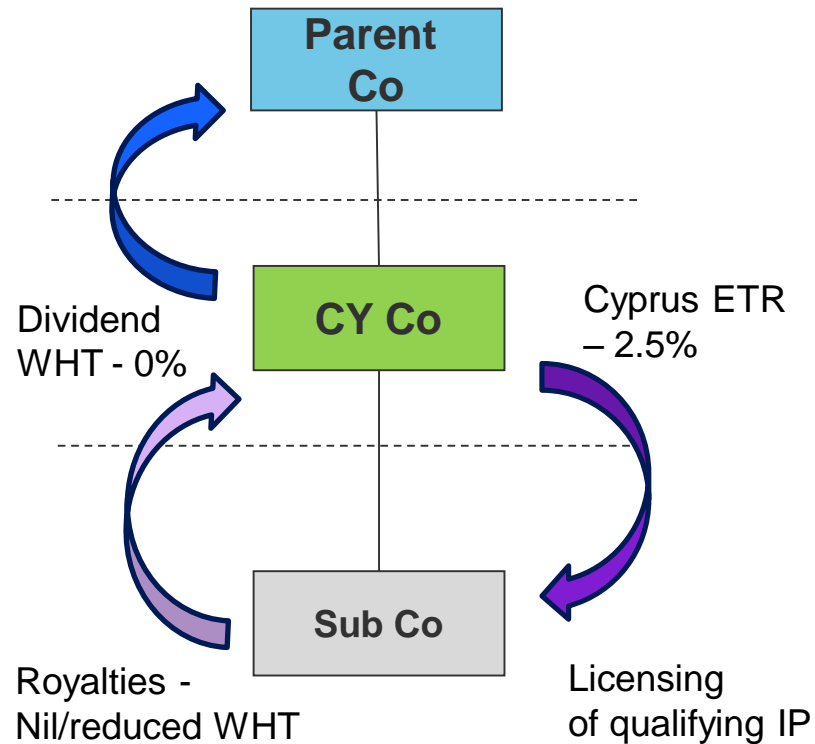 Parent
Co
CY Co
Dividend
WHT - 0%
Cyprus ETR
– 2.5%
Sub Co
Royalties -
Nil/reduced WHT
Licensing
of qualifying IP